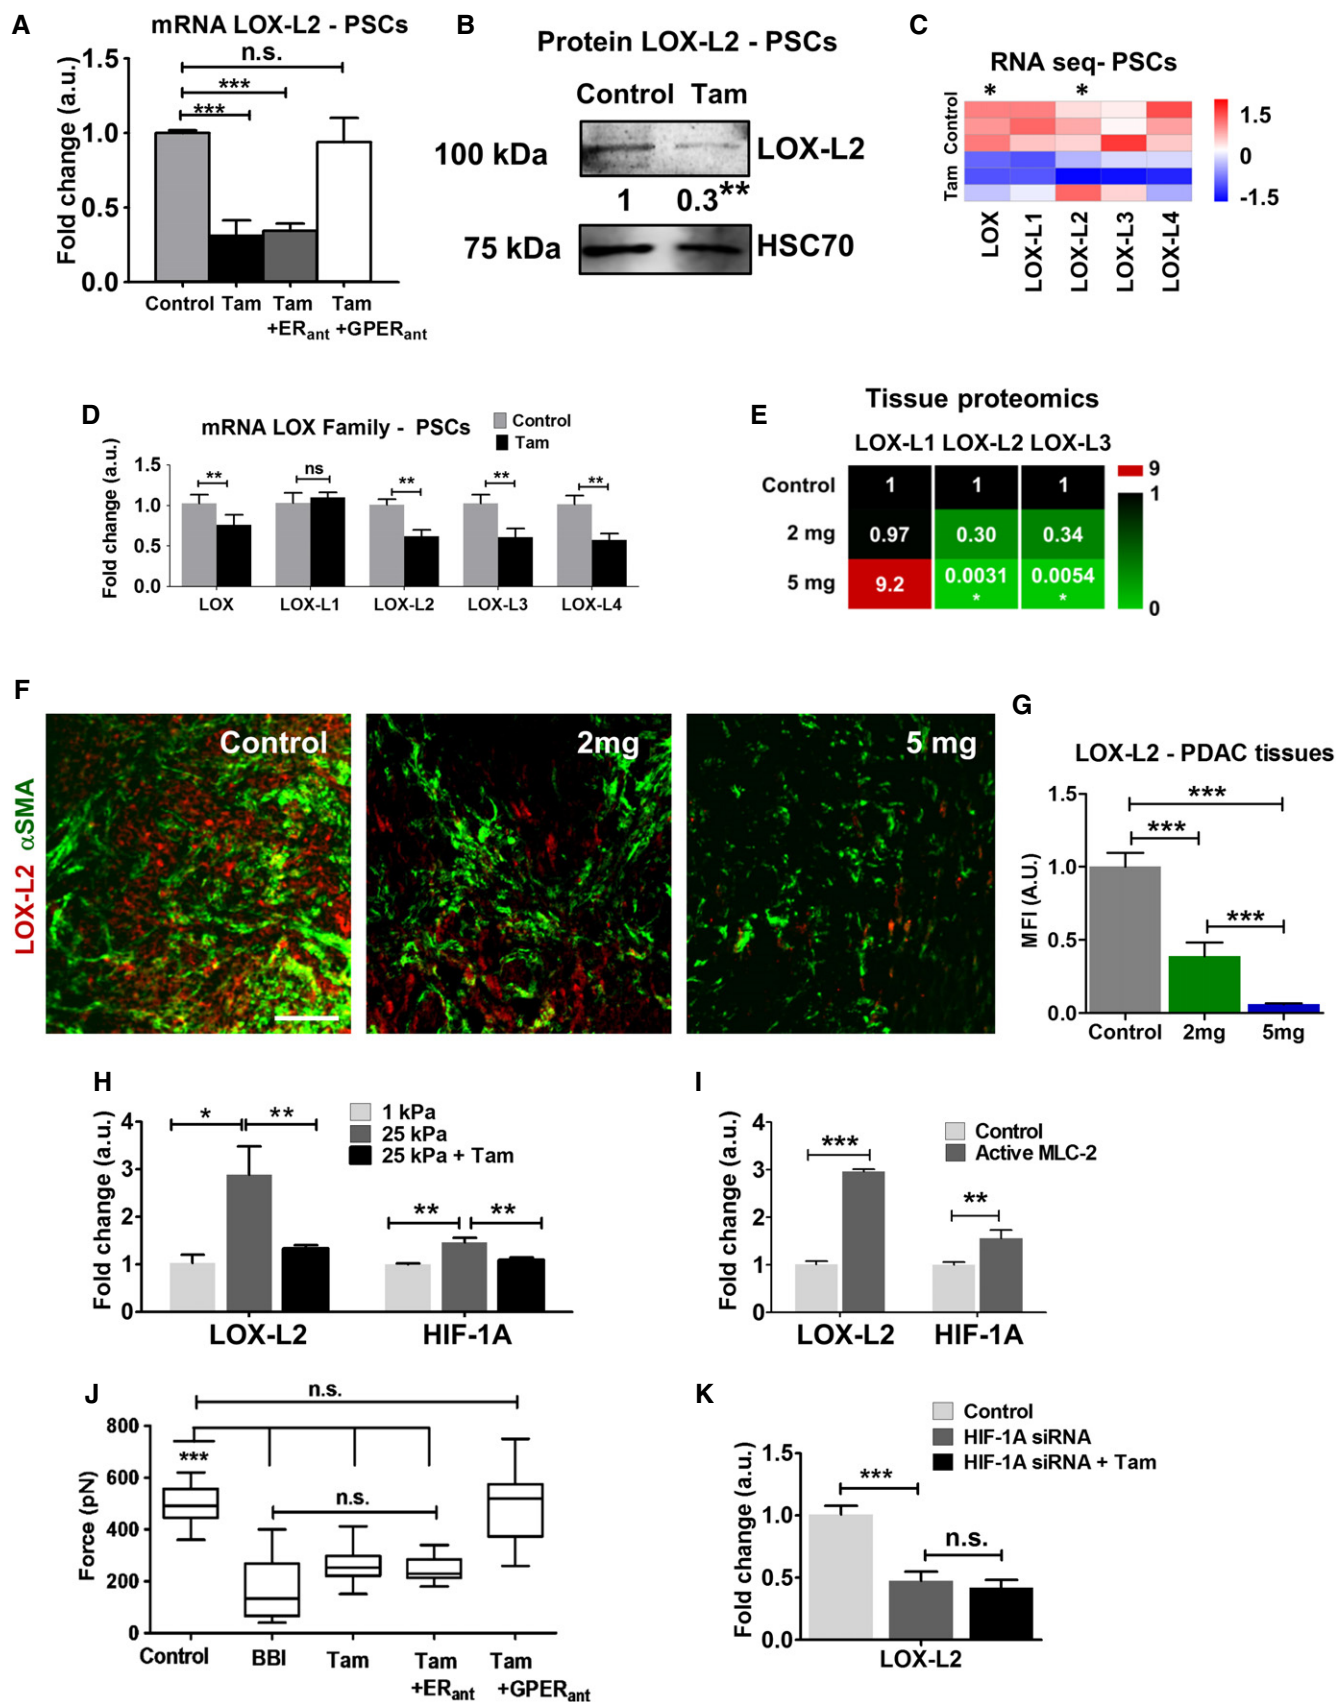 A
mRNA LOX-L2 - PSCs
n.s.
***
***
Fold change (a.u.)
1.5
1.0
0.5
0.0
Control Tam Tam Tam
+ERant +GPERant
B
Protein LOX-L2 - PSCs
Control Tam
100 kDa LOX-L2
1 0.3**
75 kDa HSC70
C
RNA seq- PSCs
* *
Control
Tam
1.5
0
-1.5
LOX LOX-L1 LOX-L2 LOX-L3 LOX-L4
D
mRNA LOX Family - PSCs
Control
Tam
Fold change (a.u.)
1.5
1.0
0.5
0.0
** ns ** ** **
LOX LOX-L1 LOX-L2 LOX-L3 LOX-L4
E
Tissue proteomics
LOX-L1 LOX-L2 LOX-L3
Control 1 1 1
2 mg 0.97 0.30 0.34
5 mg 9.2 0.0031 0.0054
* *
9
1
0
F
LOX-L2 αSMA
Control 2mg 5 mg
G
LOX-L2 - PDAC tissues
MFI (A.U.)
1.5
1.0
0.5
0.0
***
***
***
Control 2mg 5mg
H
1 kPa
25 kPa
25 kPa + Tam
Fold change (a.u.)
4
3
2
1
0
* **
** **
LOX-L2 HIF-1A
I
Control
Active MLC-2
Fold change (a.u.)
4
3
2
1
0
***
**
LOX-L2 HIF-1A
J
n.s.
***
n.s.
Force (pN)
800
600
400
200
0
Control BBI Tam Tam Tam
+ERant +GPERant
K
Control
HIF-1A siRNA
HIF-1A siRNA + Tam
Fold change (a.u.)
1.5
1.0
0.5
0.0
***
n.s.
LOX-L2